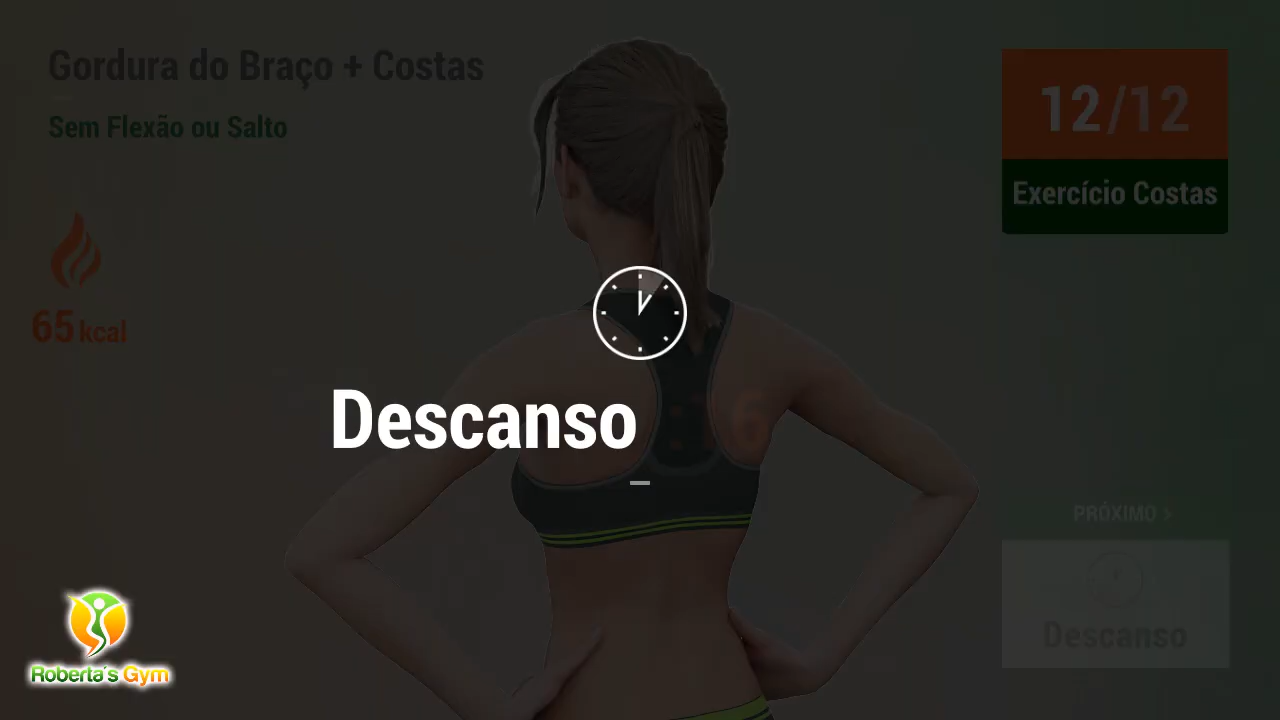 Gordura do Braço + Costas
Sem Flexão ou Salto
12/12
Exercício Costas
65 kcal
Descanso
PRÓXIMO >
Descanso
Roberta's Gym